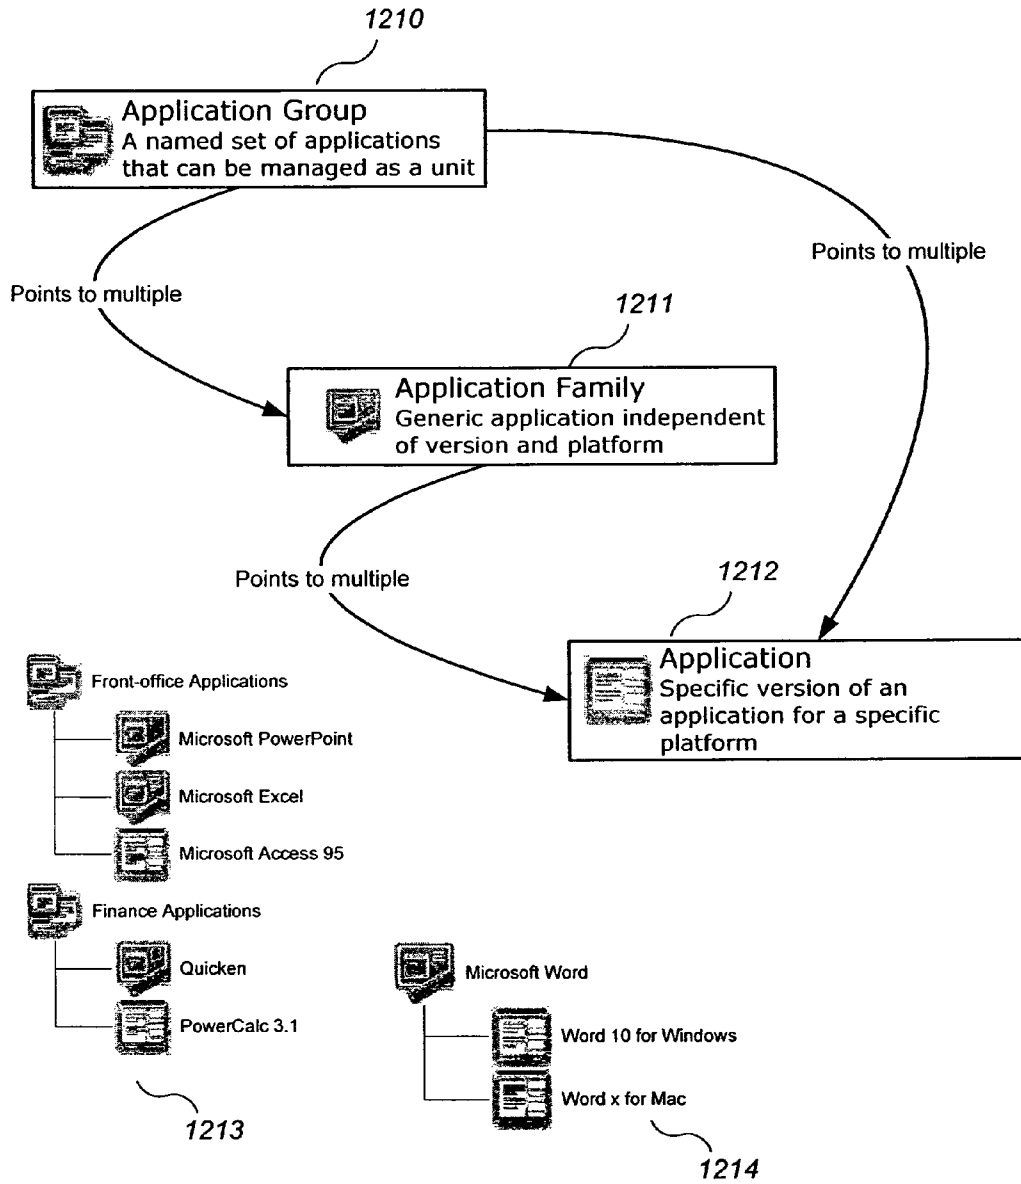 1210
Application Group
A named set of applications
that can be managed as a unit
Points to multiple
Points to multiple
1211
Application Family
Generic application independent
of version and platform
Points to multiple
1212
Application
Specific version of an
application for a specific
platform
Front-office Applications
Microsoft PowerPoint
Microsoft Excel
Microsoft Access 95
Finance Applications
Quicken
PowerCalc 3.1
1213
Microsoft Word
Word 10 for Windows
Word x for Mac
1214